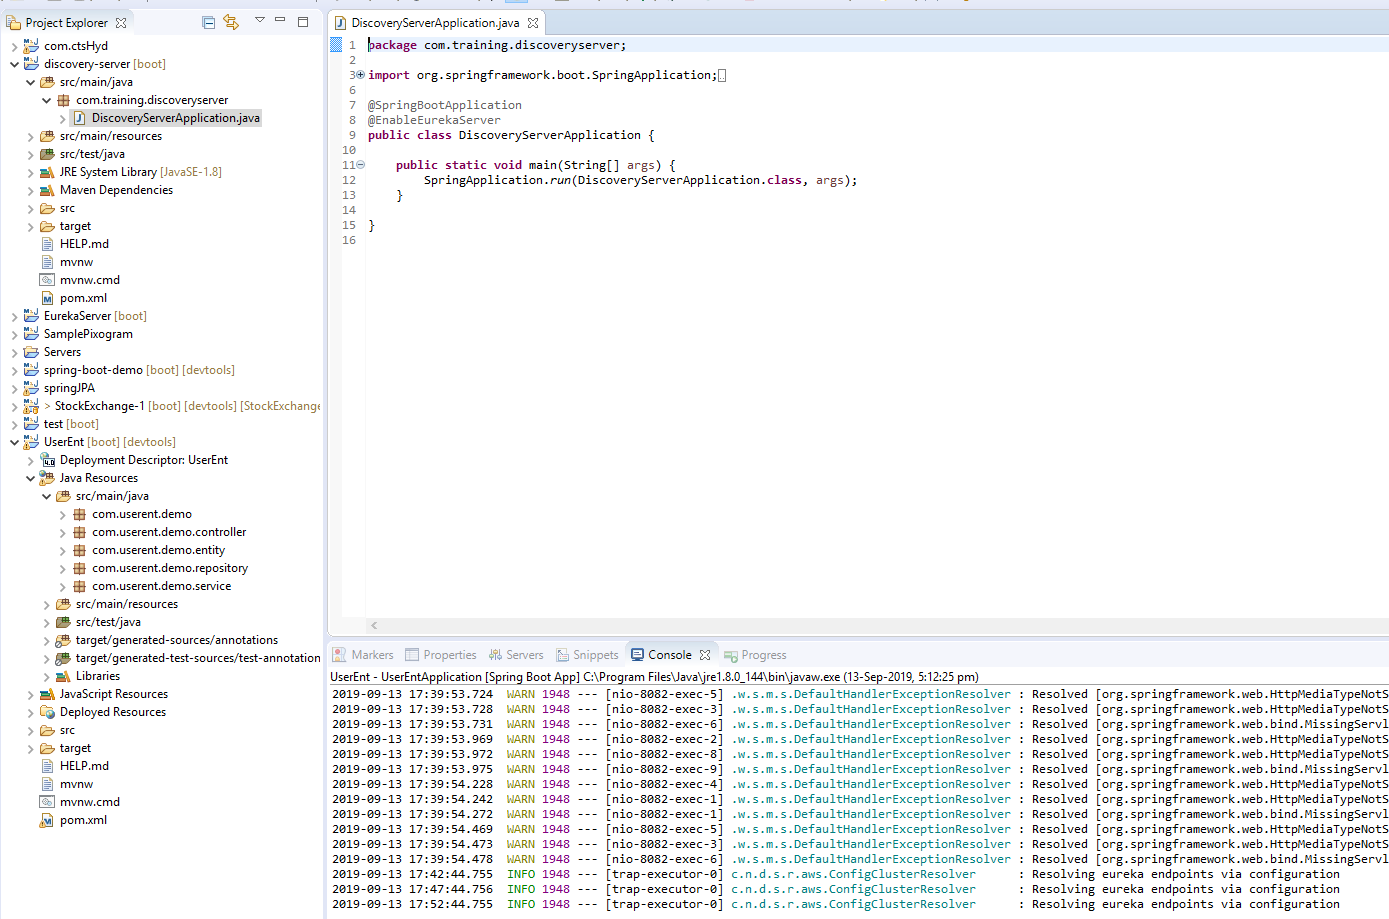 Project Explorer
com.ctsHyd
discovery-server [boot]
src/main/java
com.training.discoveryserver
DiscoveryServerApplication.java
src/main/resources
src/test/java
JRE System Library [JavaSE-1.8]
Maven Dependencies
src
target
HELP.md
mvnw
mvnw.cmd
pom.xml
EurekaServer [boot]
SamplePixogram
Servers
spring-boot-demo [boot] [devtools]
springJPA
> StockExchange-1 [boot] [devtools] [StockExchange
test [boot]
UserEnt [boot] [devtools]
Deployment Descriptor: UserEnt
Java Resources
src/main/java
com.userent.demo
com.userent.demo.controller
com.userent.demo.entity
com.userent.demo.repository
com.userent.demo.service
src/main/resources
src/test/java
target/generated-sources/annotations
target/generated-test-sources/test-annotation
Libraries
JavaScript Resources
Deployed Resources
src
target
HELP.md
mvnw
mvnw.cmd
pom.xml
DiscoveryServerApplication.java
1 package com.training.discoveryserver;
2
3 import org.springframework.boot.SpringApplication;
6
7 @SpringBootApplication
8 @EnableEurekaServer
9 public class DiscoveryServerApplication {
10
11 public static void main(String[] args) {
12 SpringApplication.run(DiscoveryServerApplication.class, args);
13 }
14
15 }
16
Markers Properties Servers Snippets Console Progress
UserEnt - UserEntApplication [Spring Boot App] C:\Program Files\Java\jre1.8.0_144\bin\javaw.exe (13-Sep-2019, 5:12:25 pm)
2019-09-13 17:39:53.724 WARN 1948 --- [nio-8082-exec-5] .w.s.m.s.DefaultHandlerExceptionResolver : Resolved [org.springframework.web.HttpMediaTypeNotS
2019-09-13 17:39:53.728 WARN 1948 --- [nio-8082-exec-3] .w.s.m.s.DefaultHandlerExceptionResolver : Resolved [org.springframework.web.HttpMediaTypeNotS
2019-09-13 17:39:53.731 WARN 1948 --- [nio-8082-exec-6] .w.s.m.s.DefaultHandlerExceptionResolver : Resolved [org.springframework.web.bind.MissingServl
2019-09-13 17:39:53.969 WARN 1948 --- [nio-8082-exec-2] .w.s.m.s.DefaultHandlerExceptionResolver : Resolved [org.springframework.web.HttpMediaTypeNotS
2019-09-13 17:39:53.972 WARN 1948 --- [nio-8082-exec-8] .w.s.m.s.DefaultHandlerExceptionResolver : Resolved [org.springframework.web.HttpMediaTypeNotS
2019-09-13 17:39:53.975 WARN 1948 --- [nio-8082-exec-9] .w.s.m.s.DefaultHandlerExceptionResolver : Resolved [org.springframework.web.bind.MissingServl
2019-09-13 17:39:54.228 WARN 1948 --- [nio-8082-exec-4] .w.s.m.s.DefaultHandlerExceptionResolver : Resolved [org.springframework.web.HttpMediaTypeNotS
2019-09-13 17:39:54.242 WARN 1948 --- [nio-8082-exec-1] .w.s.m.s.DefaultHandlerExceptionResolver : Resolved [org.springframework.web.HttpMediaTypeNotS
2019-09-13 17:39:54.272 WARN 1948 --- [nio-8082-exec-1] .w.s.m.s.DefaultHandlerExceptionResolver : Resolved [org.springframework.web.bind.MissingServl
2019-09-13 17:39:54.469 WARN 1948 --- [nio-8082-exec-5] .w.s.m.s.DefaultHandlerExceptionResolver : Resolved [org.springframework.web.HttpMediaTypeNotS
2019-09-13 17:39:54.473 WARN 1948 --- [nio-8082-exec-3] .w.s.m.s.DefaultHandlerExceptionResolver : Resolved [org.springframework.web.HttpMediaTypeNotS
2019-09-13 17:39:54.478 WARN 1948 --- [nio-8082-exec-6] .w.s.m.s.DefaultHandlerExceptionResolver : Resolved [org.springframework.web.bind.MissingServl
2019-09-13 17:42:44.755 INFO 1948 --- [trap-executor-0] c.n.d.s.r.aws.ConfigClusterResolver : Resolving eureka endpoints via configuration
2019-09-13 17:47:44.756 INFO 1948 --- [trap-executor-0] c.n.d.s.r.aws.ConfigClusterResolver : Resolving eureka endpoints via configuration
2019-09-13 17:52:44.755 INFO 1948 --- [trap-executor-0] c.n.d.s.r.aws.ConfigClusterResolver : Resolving eureka endpoints via configuration